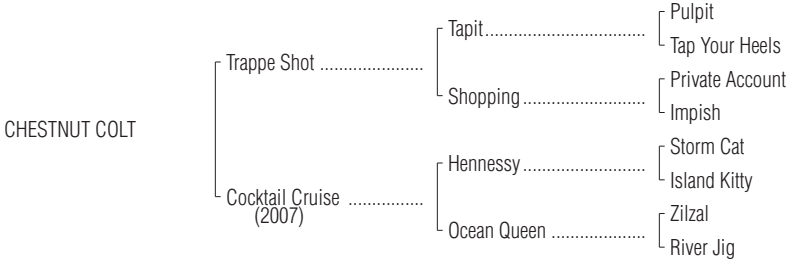 Pulpit
Tapit
Tap Your Heels
Trappe Shot
Private Account
Shopping
Impish
CHESTNUT COLT
Storm Cat
Hennessy
Island Kitty
Cocktail Cruise
(2007)
Zilzal
Ocean Queen
River Jig